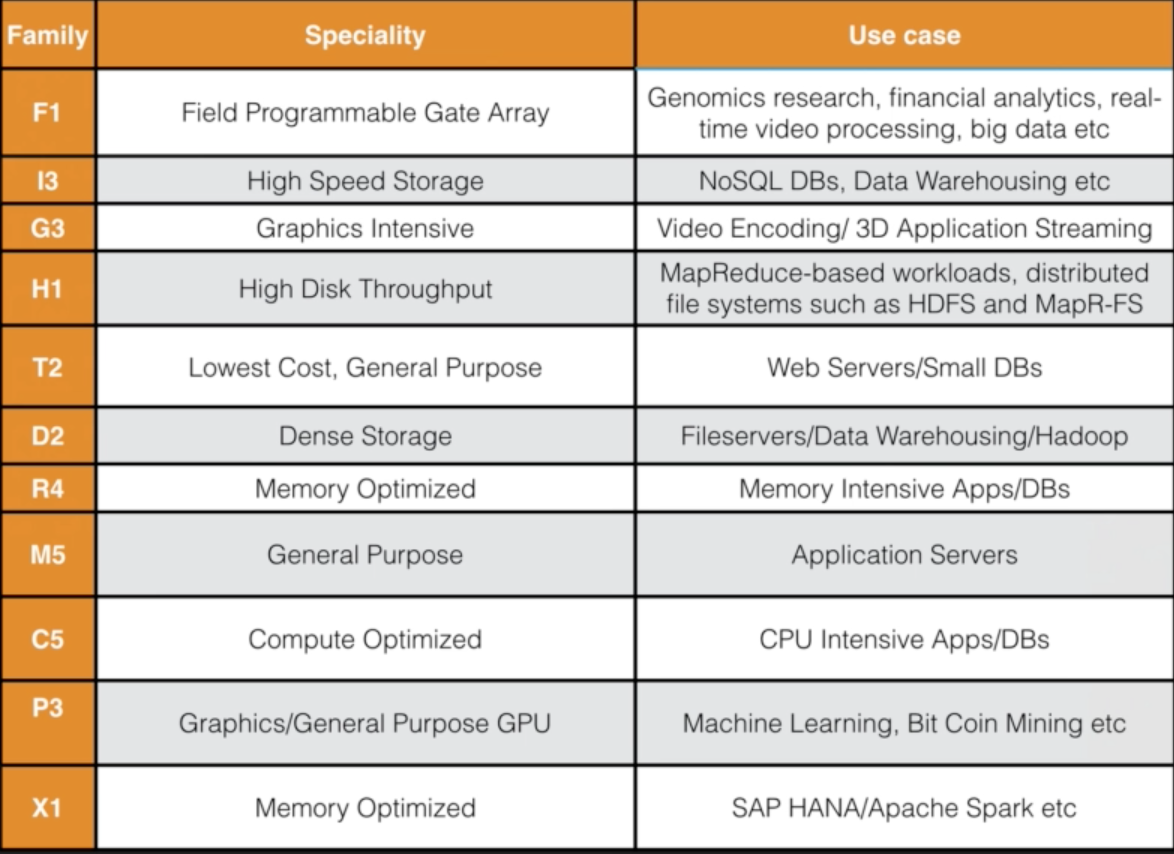 Family Speciality Use case
F1 Field Programmable Gate Array Genomics research, financial analytics, real-
time video processing, big data etc
I3 High Speed Storage NoSQL DBs, Data Warehousing etc
G3 Graphics Intensive Video Encoding/ 3D Application Streaming
H1 High Disk Throughput MapReduce-based workloads, distributed
file systems such as HDFS and MapR-FS
T2 Lowest Cost, General Purpose Web Servers/Small DBs
D2 Dense Storage Fileservers/Data Warehousing/Hadoop
R4 Memory Optimized Memory Intensive Apps/DBs
M5 General Purpose Application Servers
C5 Compute Optimized CPU Intensive Apps/DBs
P3 Graphics/General Purpose GPU Machine Learning, Bit Coin Mining etc
X1 Memory Optimized SAP HANA/Apache Spark etc